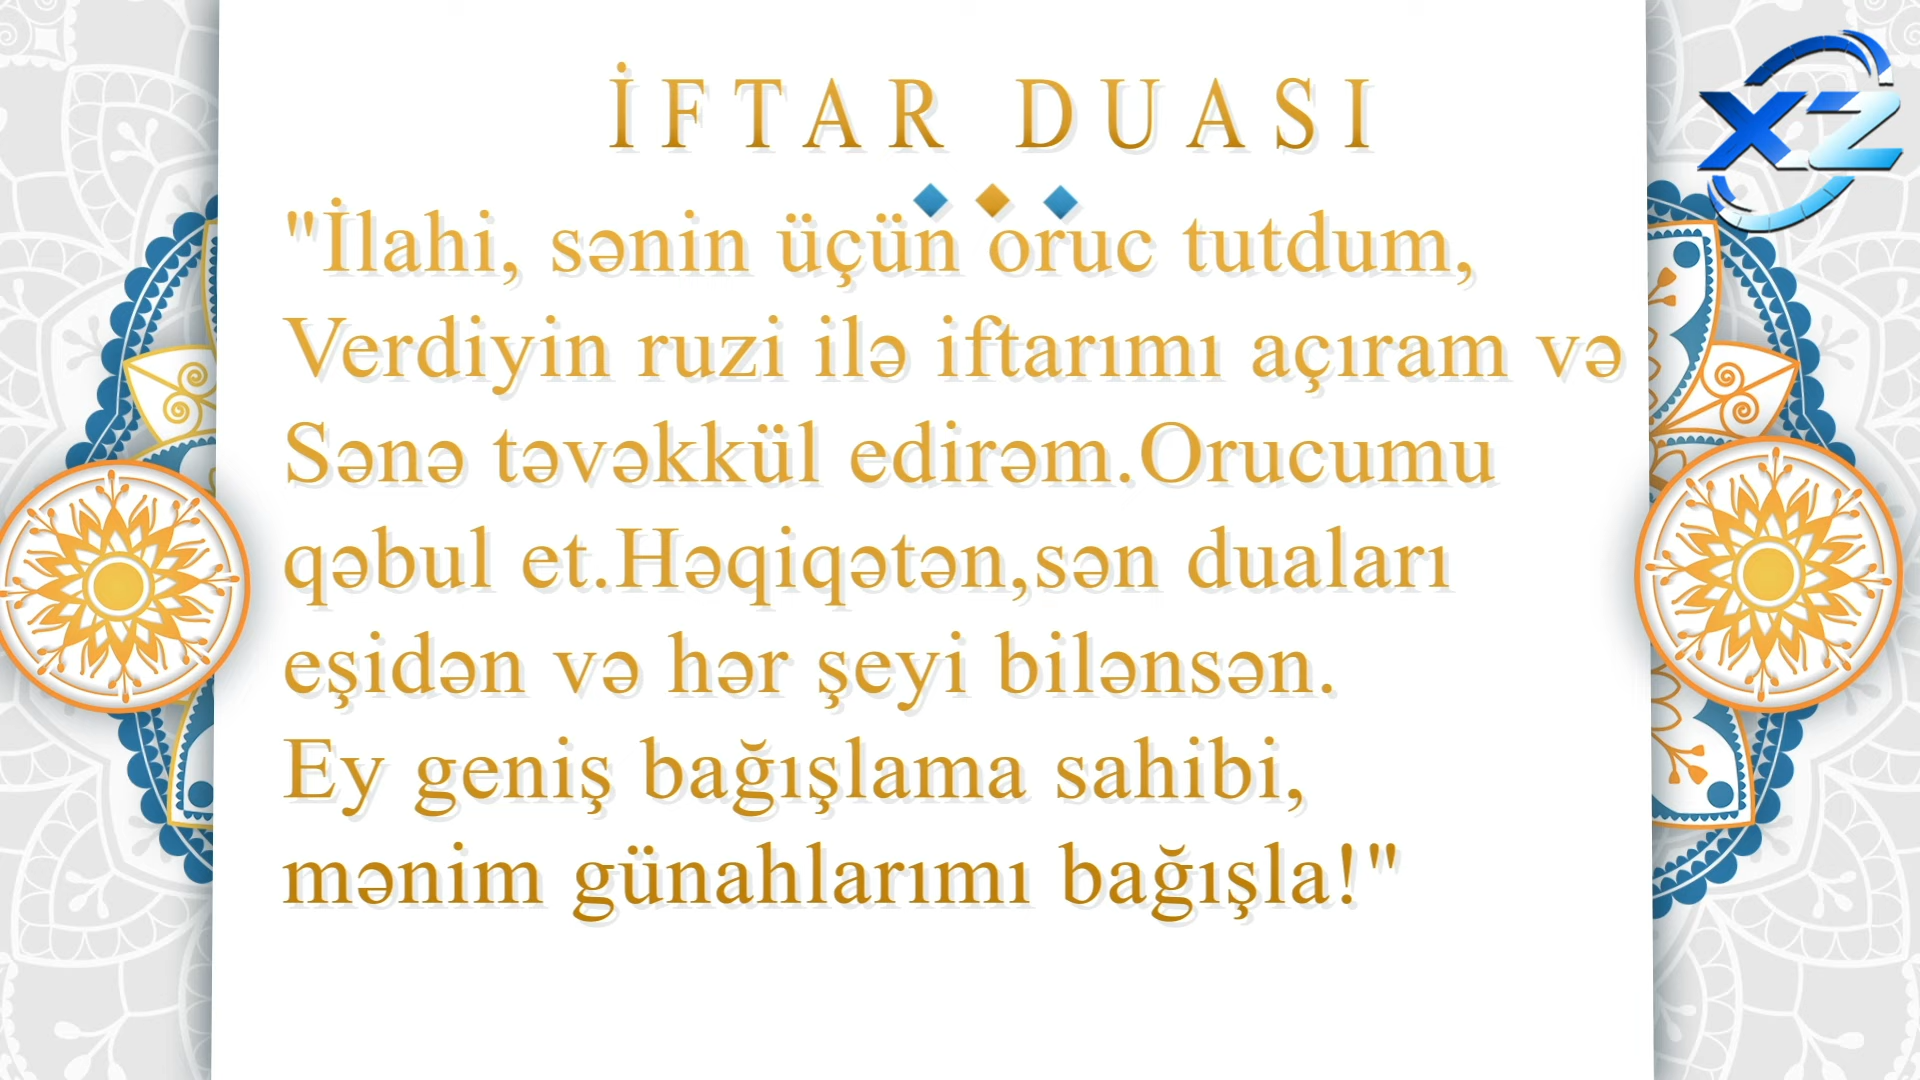 İFTAR DUASI
XZ
"İlahi, sənin üçün oruc tutdum,
Verdiyin ruzi ilə iftarımı açıram və
Sənə təvəkkül edirəm.Orucumu
qəbul et.Həqiqətən,sən duaları
eşidən və hər şeyi bilənsən.
Ey geniş bağışlama sahibi,
mənim günahlarımı bağışla!"